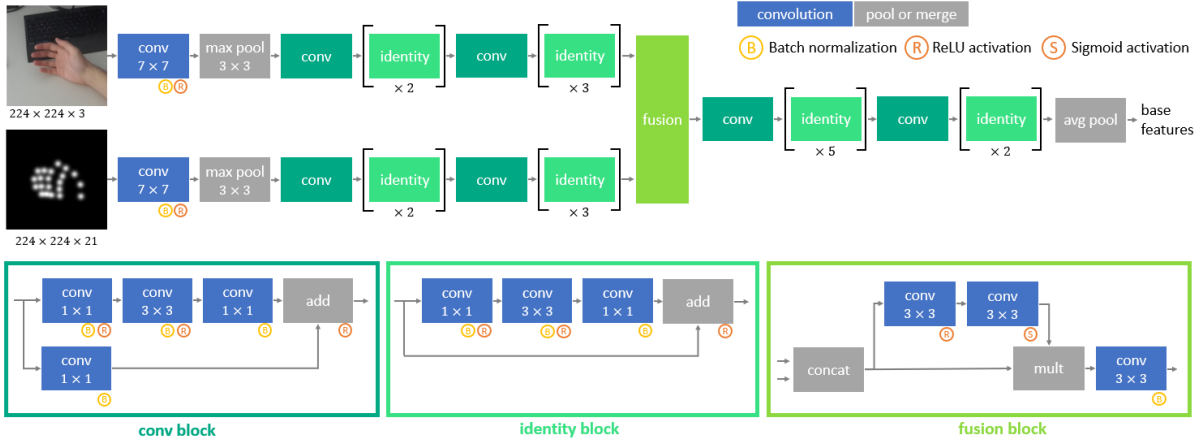 convolution
pool or merge
B Batch normalization
R ReLU activation
S Sigmoid activation
conv
7 × 7
B R
max pool
3 × 3
conv
identity
× 2
conv
identity
× 3
224 × 224 × 3
fusion
conv
identity
× 5
conv
identity
× 2
avg pool
base
features
conv
7 × 7
B R
max pool
3 × 3
conv
identity
× 2
conv
identity
× 3
224 × 224 × 21
conv
1 × 1
B R
conv
3 × 3
B R
conv
1 × 1
B
add
R
conv
1 × 1
B
conv block
conv
1 × 1
B R
conv
3 × 3
B R
conv
1 × 1
B
add
R
identity block
conv
3 × 3
R
conv
3 × 3
S
concat
mult
conv
3 × 3
B
fusion block